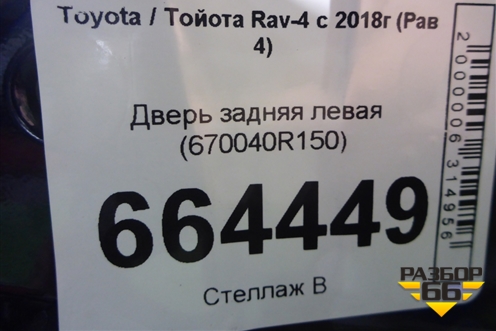 Toyota / Тойота Rav-4 с 2018г (Рав
4)
Дверь задняя левая
(670040R150)
664449
Стеллаж В
2000006314956
РАЗБОР
66